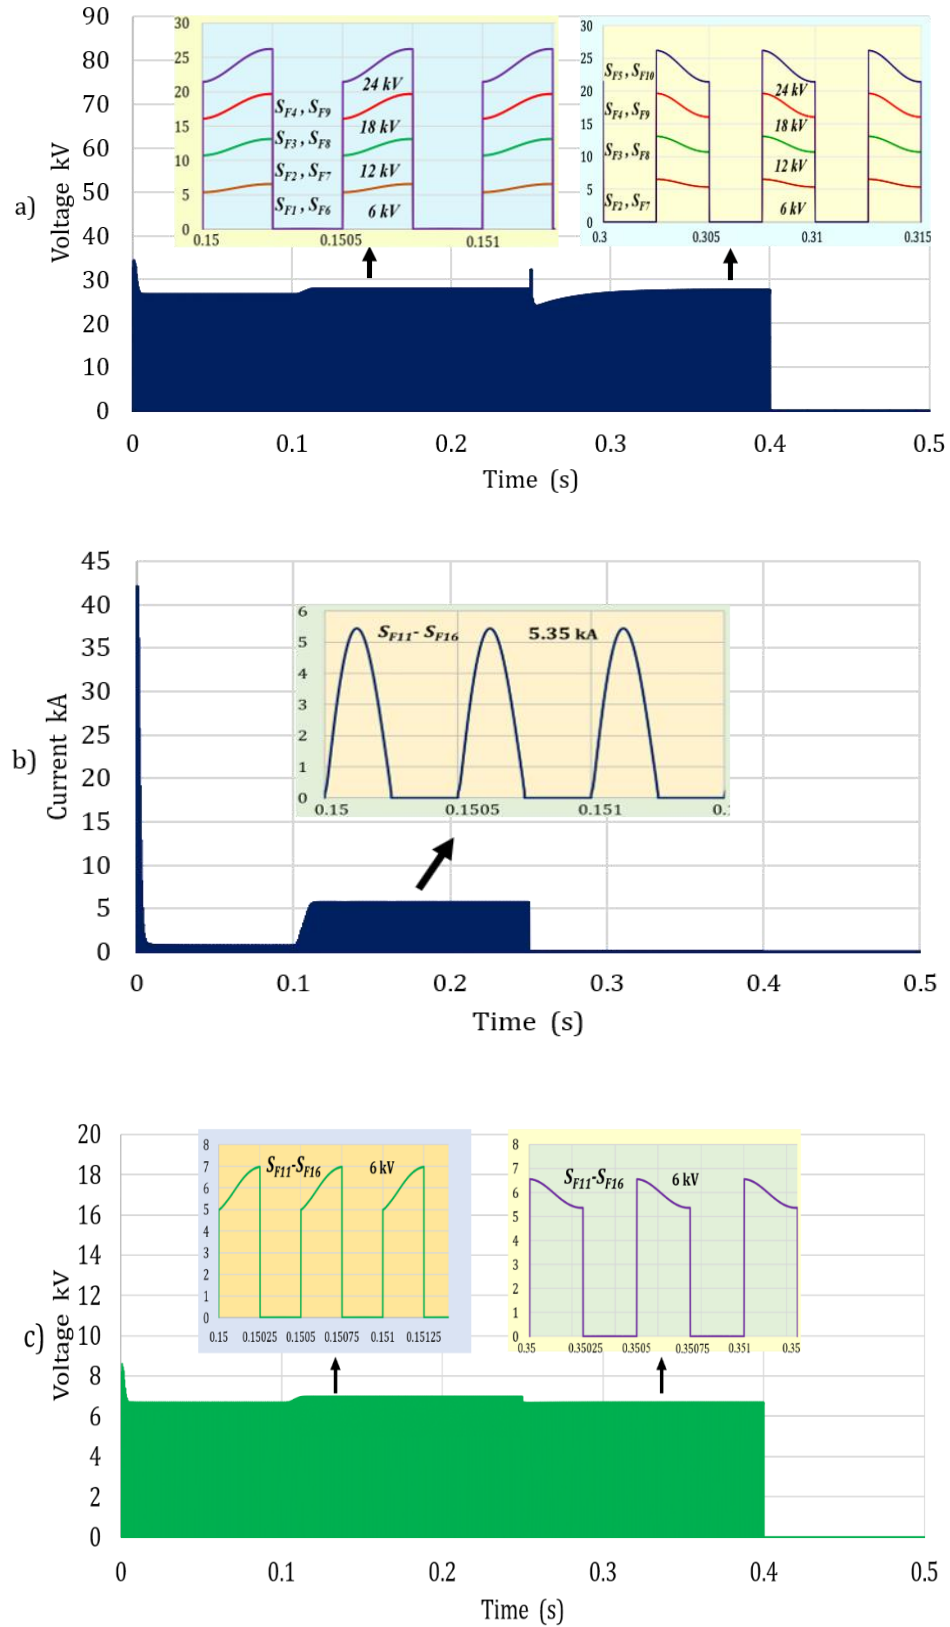 a)
Voltage kV
90
80
70
60
50
40
30
20
10
0
0 0.1 0.2 0.3 0.4 0.5
Time (s)
30
25
20
15
10
5
0
24 kV
SF4 , SF9
18 kV
SF3 , SF8
SF2 , SF7 12 kV
SF1 , SF6 6 kV
0.15 0.1505 0.151
30
25
20
15
10
5
0
SF5 , SF10
24 kV
SF4 , SF9
18 kV
SF3 , SF8
12 kV
SF2 , SF7 6 kV
0.3 0.305 0.31 0.315
b)
Current kA
45
40
35
30
25
20
15
10
5
0
0 0.1 0.2 0.3 0.4 0.5
Time (s)
6
5
4
3
2
1
0
SF11- SF16 5.35 kA
0.15 0.1505 0.151
c)
Voltage kV
20
18
16
14
12
10
8
6
4
2
0
0 0.1 0.2 0.3 0.4 0.5
Time (s)
8
7
6
5
4
3
2
1
0
SF11-SF16 6 kV
0.15 0.15025 0.1505 0.15075 0.151 0.15125
8
7
6
5
4
3
2
1
0
SF11-SF16 6 kV
0.35 0.35025 0.3505 0.35075 0.351 0.35